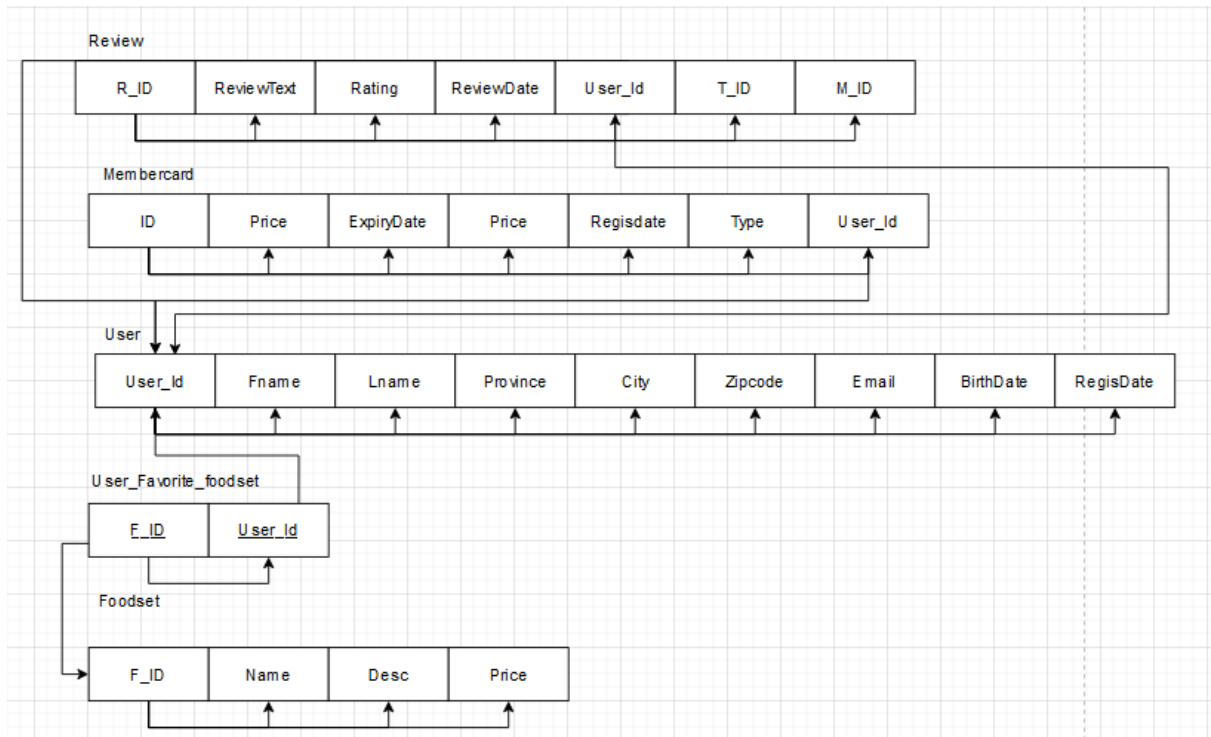 Review
R_ID ReviewText Rating ReviewDate User_Id T_ID M_ID
Membercard
ID Price ExpiryDate Price Regisdate Type User_Id
User
User_Id Fname Lname Province City Zipcode Email BirthDate RegisDate
User_Favorite_foodset
F_ID User_Id
Foodset
F_ID Name Desc Price